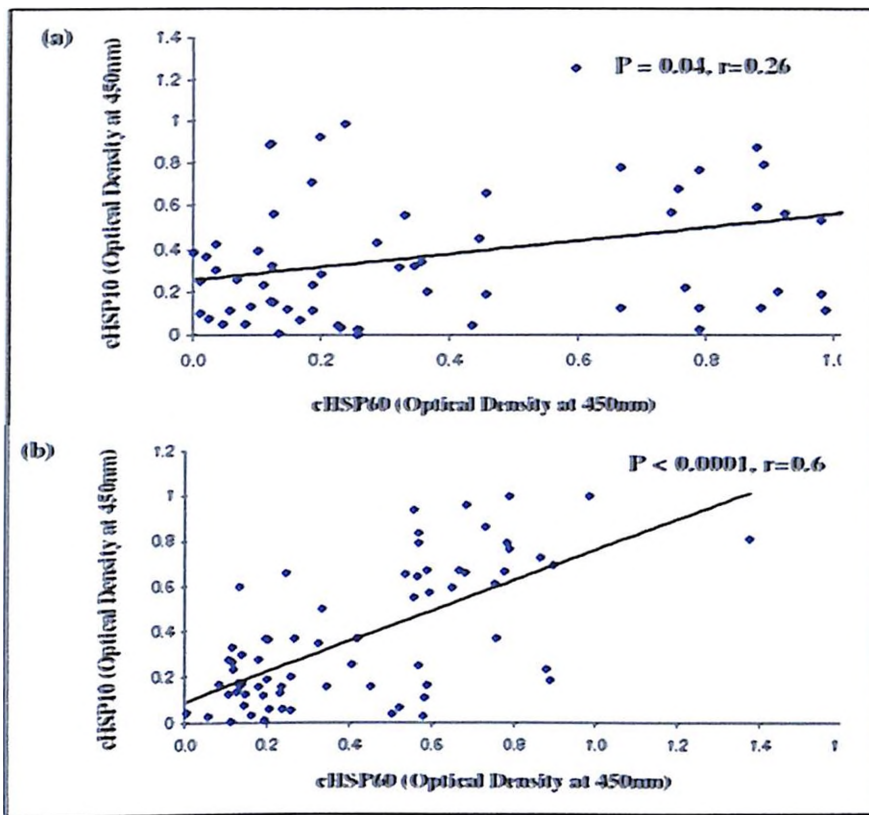 (a)
cHSP10 (Optical Density at 450nm)
1.4
1.2
1
0.8
0.6
0.4
0.2
0
P = 0.04, r=0.26
0.0 0.2 0.4 0.6 0.8 1.0
cHSP60 (Optical Density at 450nm)
(b)
cHSP10 (Optical Density at 450nm)
1.2
1
0.8
0.6
0.4
0.2
0
P < 0.0001, r=0.6
0.0 0.2 0.4 0.6 0.8 1.0 1.2 1.4
cHSP60 (Optical Density at 450nm)